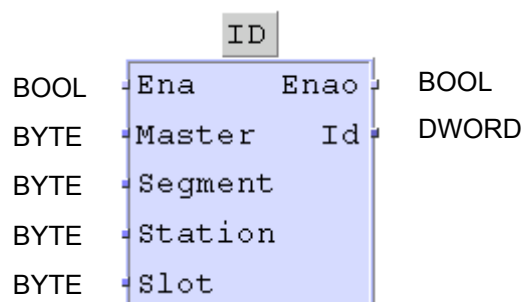 ID
BOOL Ena Enao BOOL
BYTE Master Id DWORD
BYTE Segment
BYTE Station
BYTE Slot